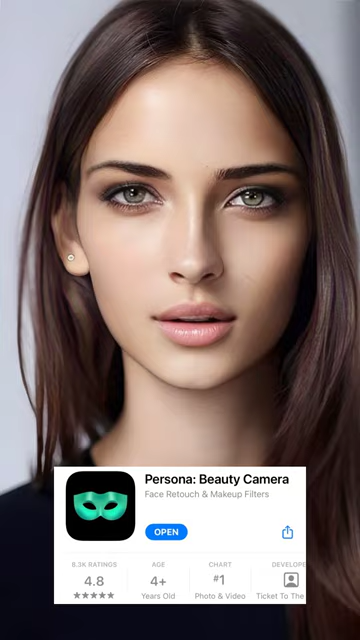 Persona: Beauty Camera
Face Retouch & Makeup Filters
OPEN
8.3K RATINGS AGE CHART DEVELOPE
4.8 4+ #1
Years Old Photo & Video Ticket To The